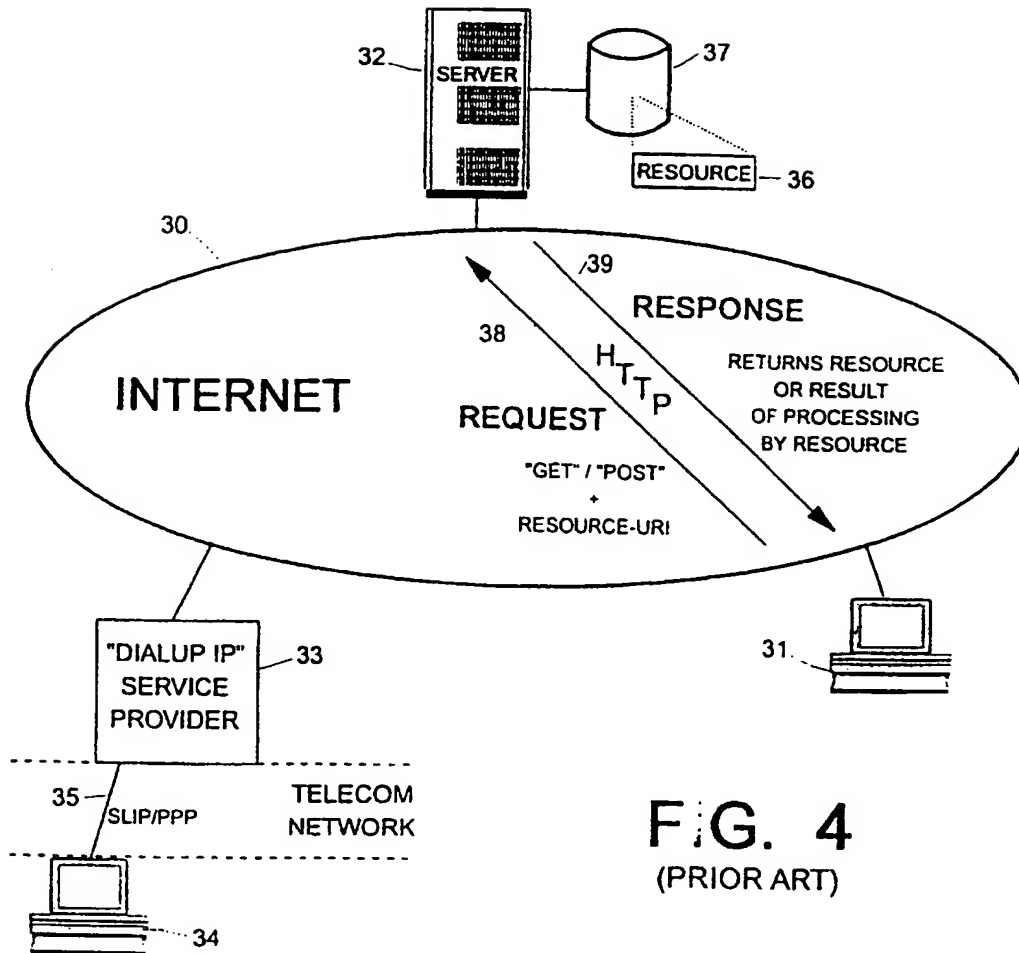 32
SERVER
37
RESOURCE
36
30
39
RESPONSE
38
HTTP
INTERNET
RETURNS RESOURCE
OR RESULT
OF PROCESSING
BY RESOURCE
REQUEST
"GET" / "POST"
+
RESOURCE-URI
"DIALUP IP"
SERVICE
PROVIDER
33
31
35
SLIP/PPP
TELECOM
NETWORK
34
FIG. 4
(PRIOR ART)